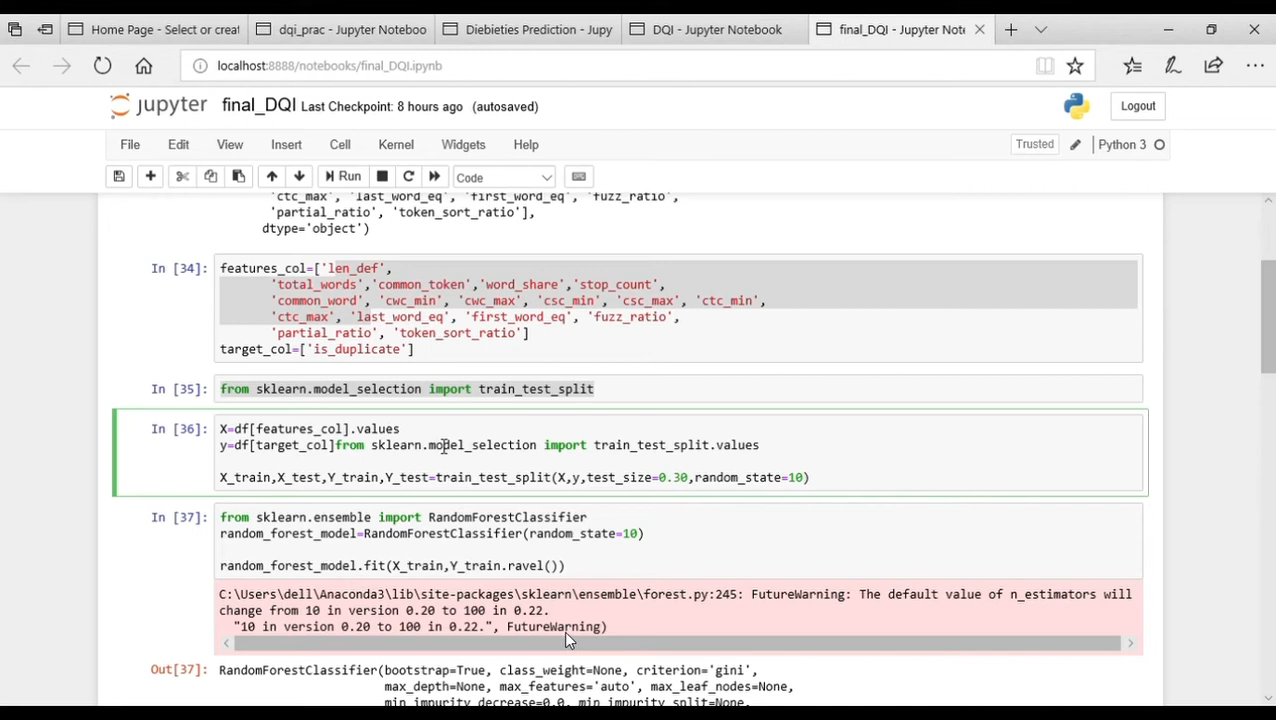 Home Page - Select or creat
dqi_prac - Jupyter Noteboo
Diebieties Prediction - Jupy
DQI - Jupyter Notebook
final_DQI - Jupyter Note
localhost:8888/notebooks/final_DQI.ipynb
jupyter final_DQI Last Checkpoint: 8 hours ago (autosaved)
Logout
File Edit View Insert Cell Kernel Widgets Help
Trusted
Python 3
Run
Code
'ctc_max', 'last_word_eq', 'first_word_eq', 'fuzz_ratio',
'partial_ratio', 'token_sort_ratio'],
dtype='object')
In [34]: features_col=['len_def',
'total_words','common_token','word_share','stop_count',
'common_word', 'cwc_min', 'cwc_max', 'csc_min', 'csc_max', 'ctc_min',
'ctc_max', 'last_word_eq', 'first_word_eq', 'fuzz_ratio',
'partial_ratio', 'token_sort_ratio']
target_col=['is_duplicate']
In [35]: from sklearn.model_selection import train_test_split
In [36]: X=df[features_col].values
y=df[target_col]from sklearn.model_selection import train_test_split.values
X_train,X_test,Y_train,Y_test=train_test_split(X,y,test_size=0.30,random_state=10)
In [37]: from sklearn.ensemble import RandomForestClassifier
random_forest_model=RandomForestClassifier(random_state=10)
random_forest_model.fit(X_train,Y_train.ravel())
C:\Users\dell\Anaconda3\lib\site-packages\sklearn\ensemble\forest.py:245: FutureWarning: The default value of n_estimators will
change from 10 in version 0.20 to 100 in 0.22.
"10 in version 0.20 to 100 in 0.22.", FutureWarning)
Out[37]: RandomForestClassifier(bootstrap=True, class_weight=None, criterion='gini',
max_depth=None, max_features='auto', max_leaf_nodes=None,
min_impurity_decrease=0.0, min_impurity_split=None,